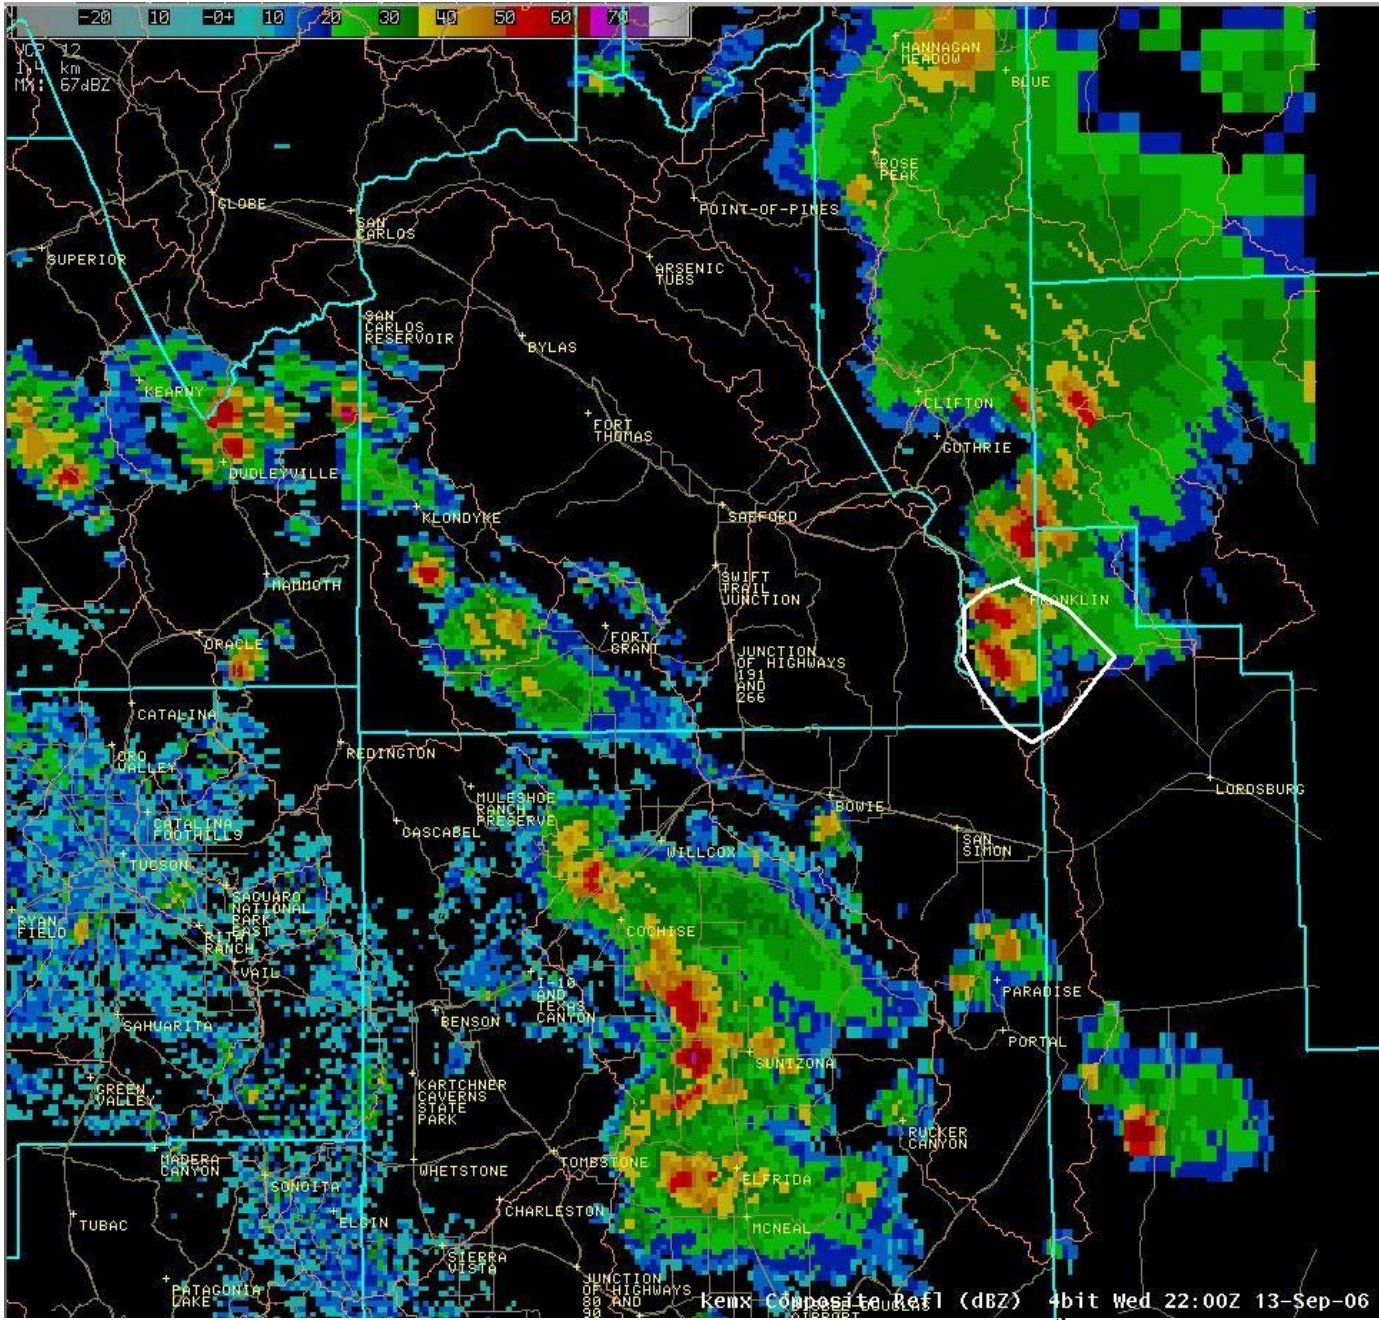 -20 10 -0+ 10 20 30 40 50 60 70
VCP 12
1.4 km
MX: 67dBZ
HANNAGAN
MEADOW
BLUE
ROSE
PEAK
GLOBE
POINT-OF-PINES
SAN
CARLOS
SUPERIOR
ARSENIC
TUBS
SAN
CARLOS
RESERVOIR
BYLAS
KEARNY
CLIFTON
FORT
THOMAS
GUTHRIE
DUDLEYVILLE
KLONDYKE
SAFFORD
MAMMOTH
SWIFT
TRAIL
JUNCTION
FRANKLIN
ORACLE
FORT
GRANT
JUNCTION
OF HIGHWAYS
191
AND
266
CATALINA
ORO
VALLEY
REDINGTON
LORDSBURG
MULESHOE
RANCH
PRESERVE
BOWIE
CATALINA
FOOTHILLS
CASCABEL
SAN
SIMON
WILLCOX
TUCSON
SAGUARO
NATIONAL
PARK
EAST
RYAN
FIELD
RITA
RANCH
COCHISE
VAIL
I-10
AND
TEXAS
CANYON
PARADISE
SAHUARITA
BENSON
PORTAL
SUNIZONA
GREEN
VALLEY
KARTCHNER
CAVERNS
STATE
PARK
RUCKER
CANYON
MADERA
CANYON
WHETSTONE
TOMBSTONE
SONOITA
ELFRIDA
CHARLESTON
TUBAC
ELGIN
MCNEAL
SIERRA
VISTA
PATAGONIA
LAKE
JUNCTION
OF HIGHWAYS
80 AND
90
kemx Composite Refl (dBZ) 4bit Wed 22:00Z 13-Sep-06